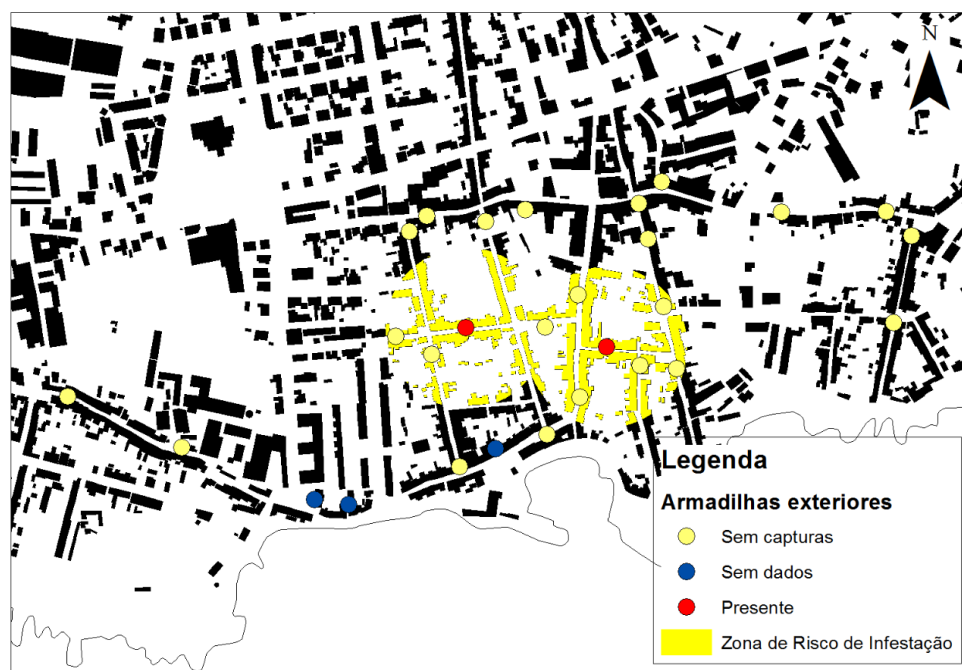 N
Legenda
Armadilhas exteriores
Sem capturas
Sem dados
Presente
Zona de Risco de Infestação